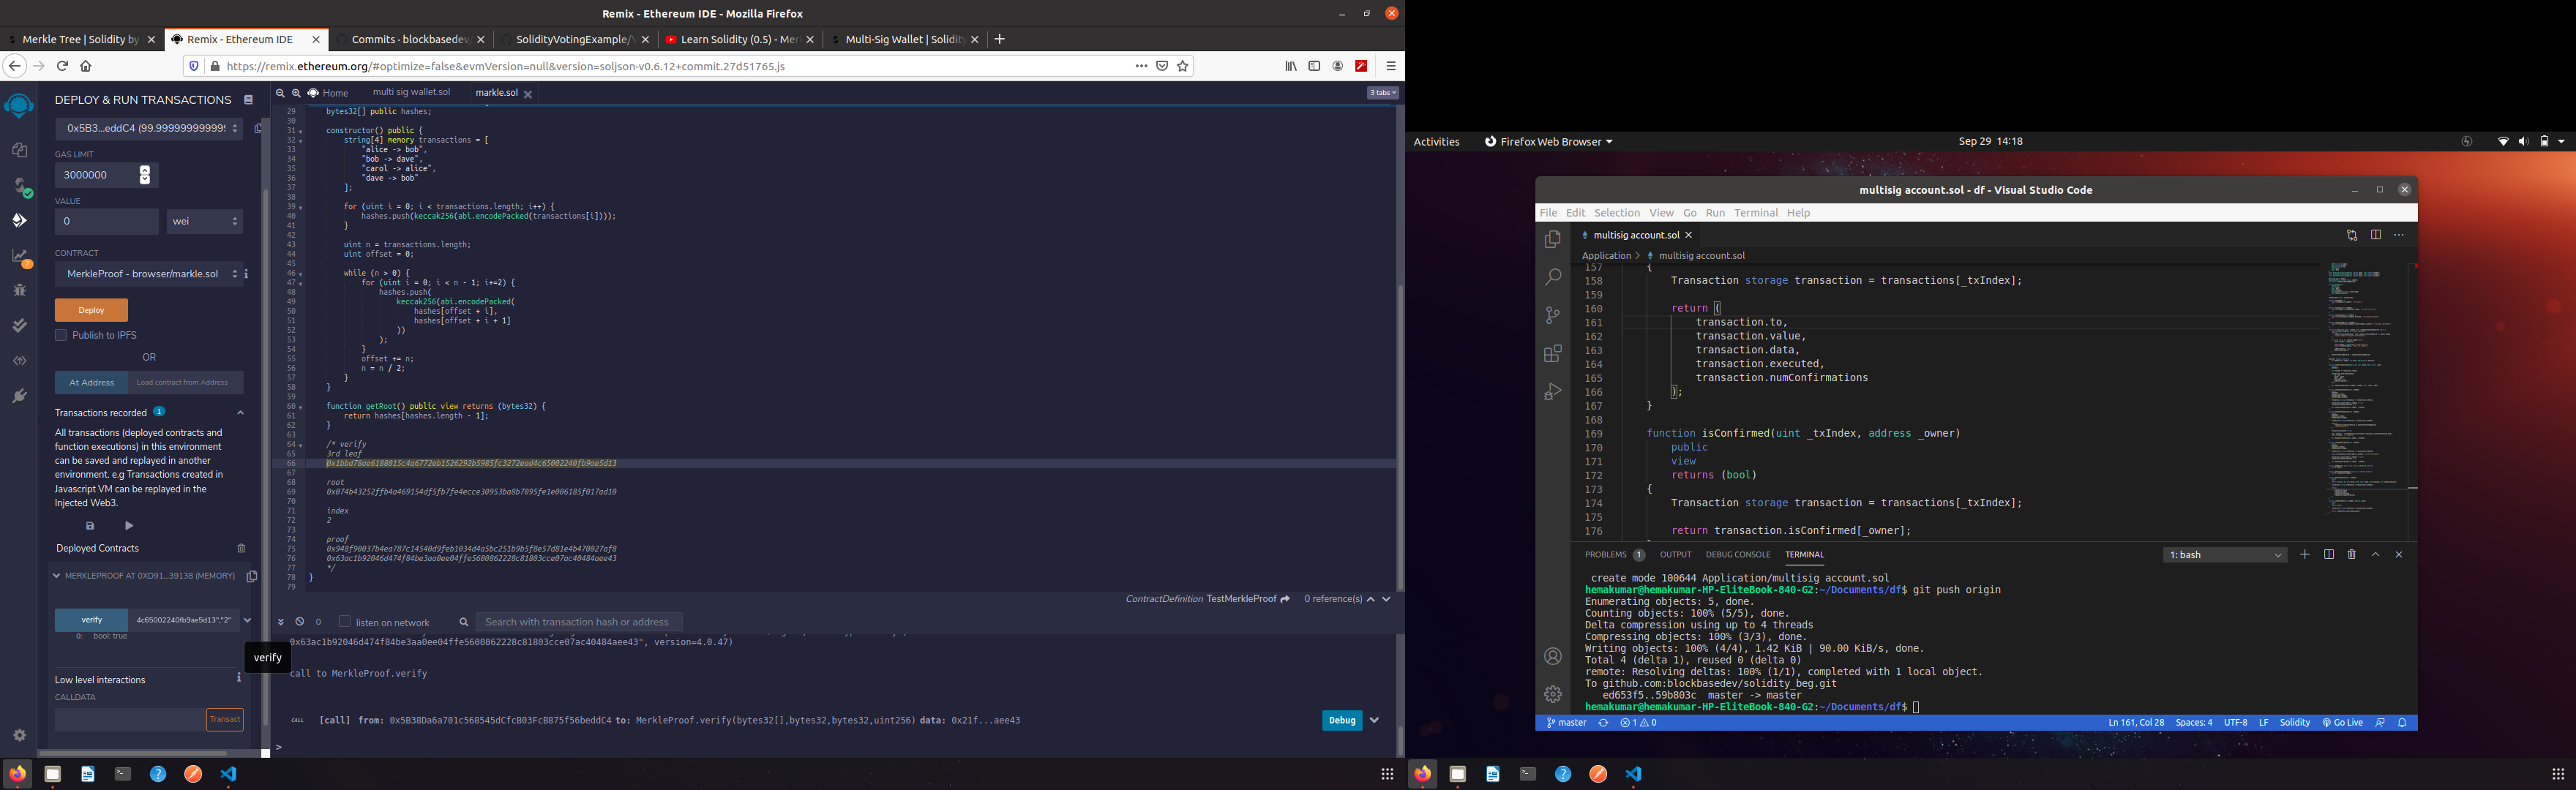 Remix - Ethereum IDE - Mozilla Firefox
Merkle Tree | Solidity by
Remix - Ethereum IDE
Commits · blockbasedev
SolidityVotingExample/
Learn Solidity (0.5) - Mer
Multi-Sig Wallet | Solidity
https://remix.ethereum.org/#optimize=false&evmVersion=null&version=soljson-v0.6.12+commit.27d51765.js
DEPLOY & RUN TRANSACTIONS
0x5B3...eddC4 (99.99999999999
GAS LIMIT
3000000
VALUE
0
wei
CONTRACT
MerkleProof - browser/markle.sol
Deploy
Publish to IPFS
OR
At Address
Load contract from Address
Transactions recorded 1
All transactions (deployed contracts and
function executions) in this environment
can be saved and replayed in another
environment. e.g Transactions created in
Javascript VM can be replayed in the
Injected Web3.
Deployed Contracts
MERKLEPROOF AT 0XD91...39138 (MEMORY)
verify
4c65002240fb9ae5d13","2"
0: bool: true
verify
Low level interactions
CALLDATA
Transact
7
Home
multi sig wallet.sol
markle.sol
3 tabs
29 bytes32[] public hashes;
30
31 constructor() public {
32 string[4] memory transactions = [
33 "alice -> bob",
34 "bob -> dave",
35 "carol -> alice",
36 "dave -> bob"
37 ];
38
39 for (uint i = 0; i < transactions.length; i++) {
40 hashes.push(keccak256(abi.encodePacked(transactions[i])));
41 }
42
43 uint n = transactions.length;
44 uint offset = 0;
45
46 while (n > 0) {
47 for (uint i = 0; i < n - 1; i+=2) {
48 hashes.push(
49 keccak256(abi.encodePacked(
50 hashes[offset + i],
51 hashes[offset + i + 1]
52 ))
53 );
54 }
55 offset += n;
56 n = n / 2;
57 }
58 }
59
60 function getRoot() public view returns (bytes32) {
61 return hashes[hashes.length - 1];
62 }
63
64 /* verify
65 3rd leaf
66 0x1bbd78ae6188015c4a6772eb1526292b5985fc3272ead4c65002240fb9ae5d13
67
68 root
69 0x074b43252ffb4a469154df5fb7fe4ecce30953ba8b7095fe1e006185f017ad10
70
71 index
72 2
73
74 proof
75 0x948f90037b4ea787c14540d9feb1034d4a5bc251b9b5f8e57d81e4b470027af8
76 0x63ac1b92046d474f84be3aa0ee04ffe5600862228c81803cce07ac40484aee43
77 */
78 }
79
ContractDefinition TestMerkleProof
0 reference(s)
0
listen on network
Search with transaction hash or address
0x63ac1b92046d474f84be3aa0ee04ffe5600862228c81803cce07ac40484aee43", version=4.0.47)
call to MerkleProof.verify
CALL [call] from: 0x5B38Da6a701c568545dCfcB03FcB875f56beddC4 to: MerkleProof.verify(bytes32[],bytes32,bytes32,uint256) data: 0x21f...aee43
Debug
>
Activities
Firefox Web Browser
Sep 29 14:18
multisig account.sol - df - Visual Studio Code
File Edit Selection View Go Run Terminal Help
multisig account.sol
Application > multisig account.sol
157 {
158 Transaction storage transaction = transactions[_txIndex];
159
160 return (
161 transaction.to,
162 transaction.value,
163 transaction.data,
164 transaction.executed,
165 transaction.numConfirmations
166 );
167 }
168
169 function isConfirmed(uint _txIndex, address _owner)
170 public
171 view
172 returns (bool)
173 {
174 Transaction storage transaction = transactions[_txIndex];
175
176 return transaction.isConfirmed[_owner];
PROBLEMS 1 OUTPUT DEBUG CONSOLE TERMINAL
1: bash
create mode 100644 Application/multisig account.sol
hemakumar@hemakumar-HP-EliteBook-840-G2:~/Documents/df$ git push origin
Enumerating objects: 5, done.
Counting objects: 100% (5/5), done.
Delta compression using up to 4 threads
Compressing objects: 100% (3/3), done.
Writing objects: 100% (4/4), 1.42 KiB | 90.00 KiB/s, done.
Total 4 (delta 1), reused 0 (delta 0)
remote: Resolving deltas: 100% (1/1), completed with 1 local object.
To github.com:blockbasedev/solidity_beg.git
ed653f5..59b803c master -> master
hemakumar@hemakumar-HP-EliteBook-840-G2:~/Documents/df$
master
1 0
Ln 161, Col 28
Spaces: 4
UTF-8
LF
Solidity
Go Live